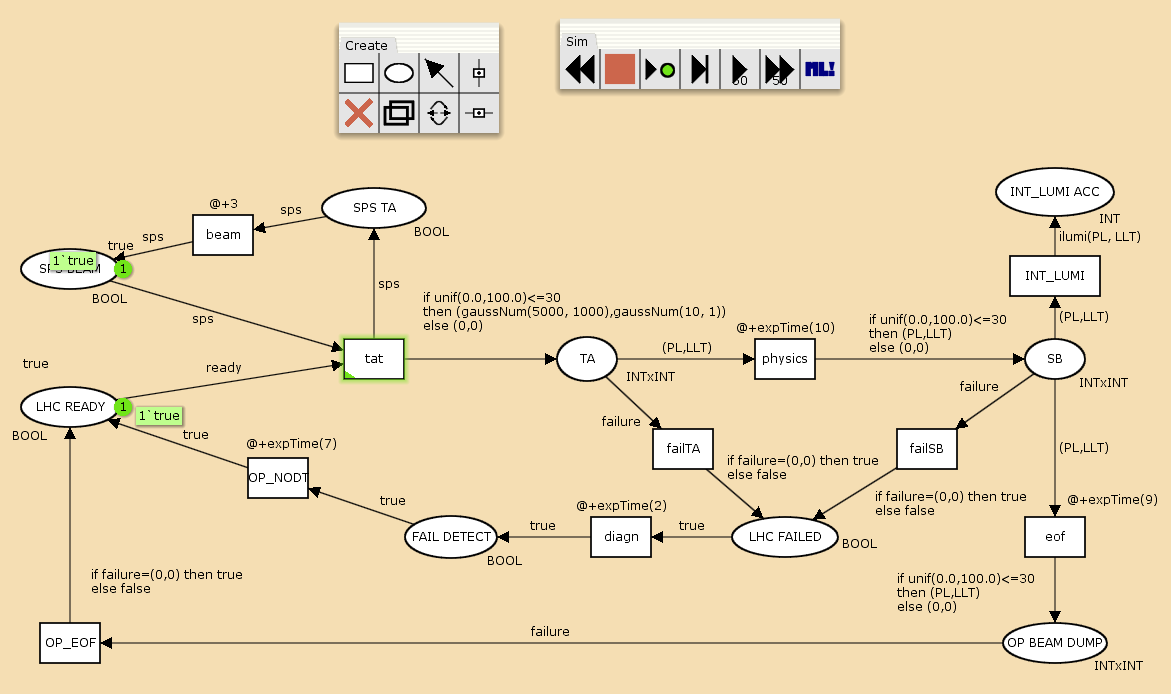 Create
Sim
50
50
ML!
@+3
sps
SPS TA
BOOL
beam
sps
true
1`true
SPS BEAM
1
BOOL
sps
sps
INT_LUMI ACC
INT
ilumi(PL, LLT)
INT_LUMI
(PL,LLT)
if unif(0.0,100.0)<=30
then (gaussNum(5000, 1000),gaussNum(10, 1))
else (0,0)
@+expTime(10)
if unif(0.0,100.0)<=30
then (PL,LLT)
else (0,0)
tat
TA
(PL,LLT)
physics
SB
INTxINT
INTxINT
true
ready
LHC READY
1
1`true
BOOL
true
@+expTime(7)
OP_NODT
true
failure
failTA
if failure=(0,0) then true
else false
failure
failSB
(PL,LLT)
if failure=(0,0) then true
else false
@+expTime(9)
@+expTime(2)
FAIL DETECT
BOOL
true
diagn
true
LHC FAILED
BOOL
eof
if failure=(0,0) then true
else false
if unif(0.0,100.0)<=30
then (PL,LLT)
else (0,0)
OP_EOF
failure
OP BEAM DUMP
INTxINT